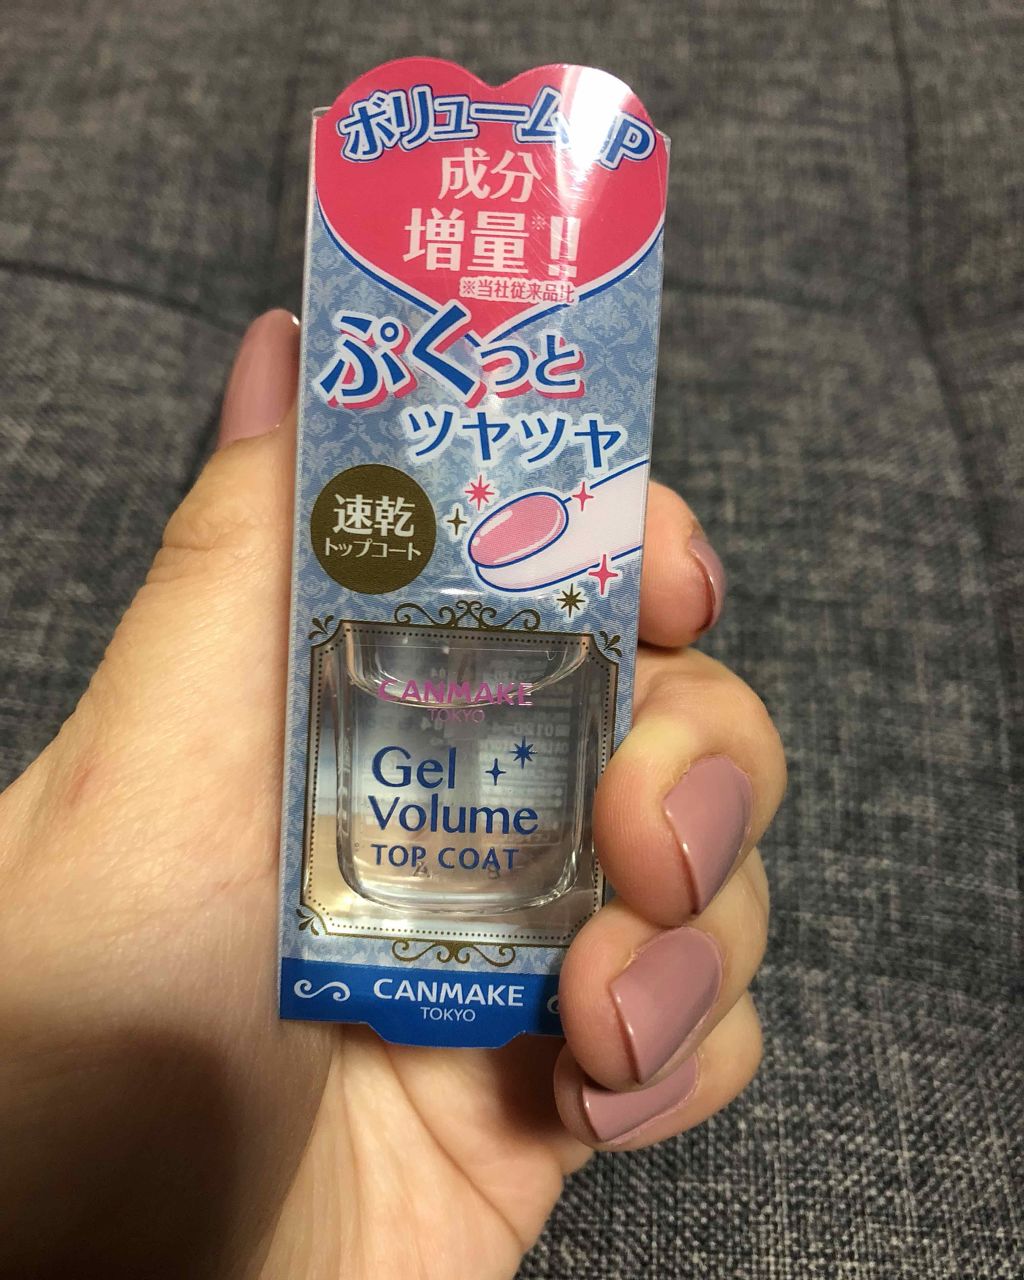 ボリュームUP
成分
増量※!!
※当社従来品比
ぷくっと
ツヤツヤ
速乾
トップコート
CANMAKE
TOKYO
Gel
Volume
TOP COAT
CANMAKE
TOKYO